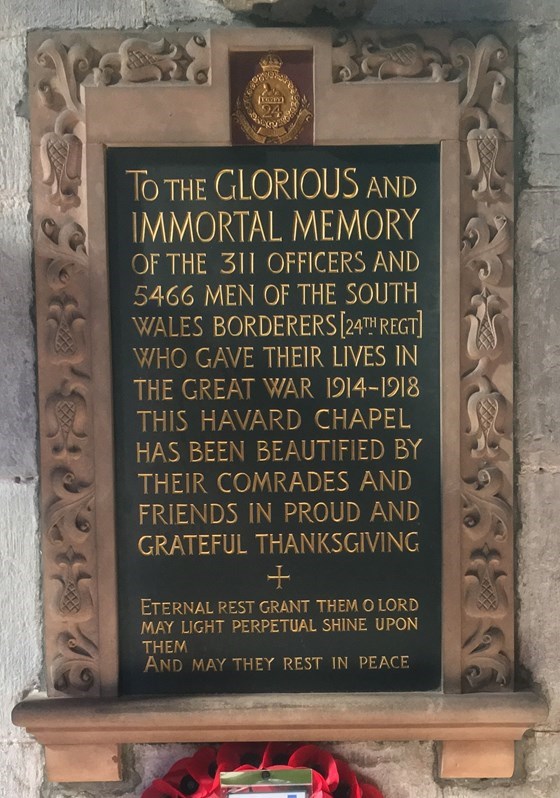 24
TO THE GLORIOUS AND
IMMORTAL MEMORY
OF THE 311 OFFICERS AND
5466 MEN OF THE SOUTH
WALES BORDERERS [24TH REGT]
WHO GAVE THEIR LIVES IN
THE GREAT WAR 1914-1918
THIS HAVARD CHAPEL
HAS BEEN BEAUTIFIED BY
THEIR COMRADES AND
FRIENDS IN PROUD AND
GRATEFUL THANKSGIVING
ETERNAL REST GRANT THEM O LORD
MAY LIGHT PERPETUAL SHINE UPON
THEM
AND MAY THEY REST IN PEACE